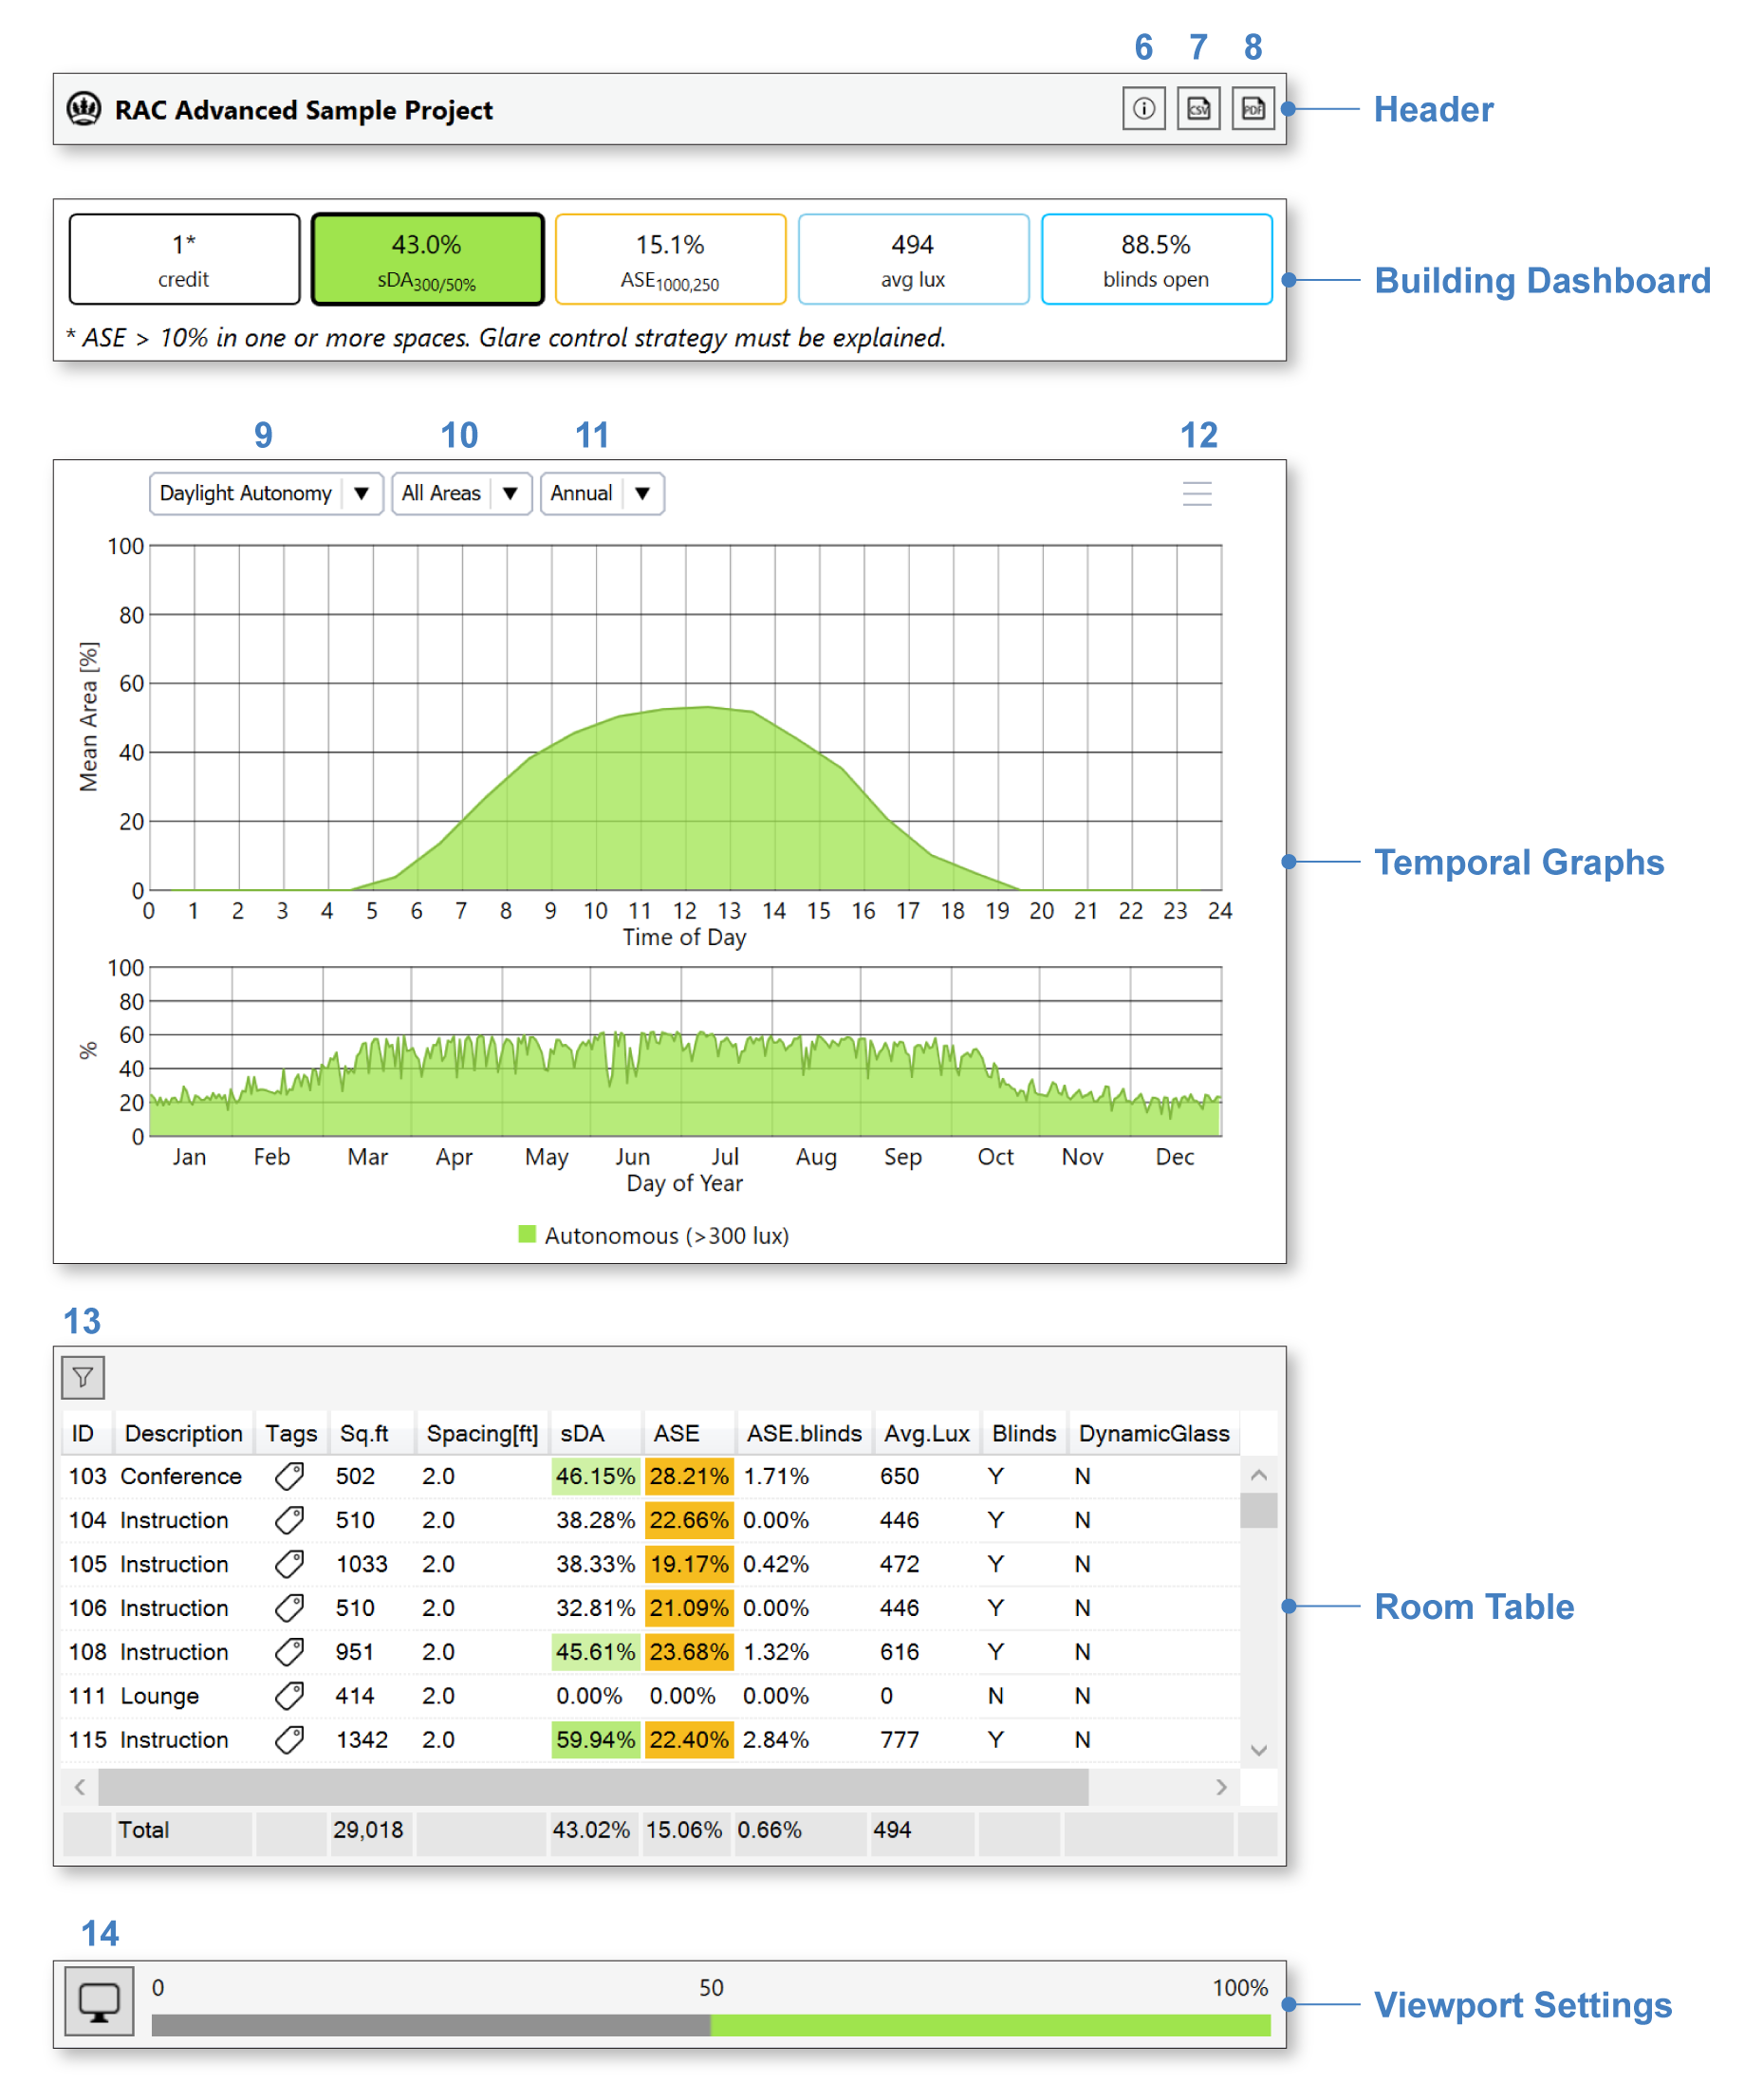 6 7 8
RAC Advanced Sample Project
CSV PDF
Header
1* 43.0% 15.1% 494 88.5%
credit sDA300/50% ASE1000,250 avg lux blinds open
Building Dashboard
* ASE > 10% in one or more spaces. Glare control strategy must be explained.
9 10 11 12
Daylight Autonomy All Areas Annual
100
80
60
40
20
0
Mean Area [%]
0 1 2 3 4 5 6 7 8 9 10 11 12 13 14 15 16 17 18 19 20 21 22 23 24
Time of Day
Temporal Graphs
100
80
60
40
20
0
%
Jan Feb Mar Apr May Jun Jul Aug Sep Oct Nov Dec
Day of Year
Autonomous (>300 lux)
13
ID Description Tags Sq.ft Spacing[ft] sDA ASE ASE.blinds Avg.Lux Blinds DynamicGlass
103 Conference 502 2.0 46.15% 28.21% 1.71% 650 Y N
104 Instruction 510 2.0 38.28% 22.66% 0.00% 446 Y N
105 Instruction 1033 2.0 38.33% 19.17% 0.42% 472 Y N
106 Instruction 510 2.0 32.81% 21.09% 0.00% 446 Y N
108 Instruction 951 2.0 45.61% 23.68% 1.32% 616 Y N
111 Lounge 414 2.0 0.00% 0.00% 0.00% 0 N N
115 Instruction 1342 2.0 59.94% 22.40% 2.84% 777 Y N
Total 29,018 43.02% 15.06% 0.66% 494
Room Table
14
0 50 100%
Viewport Settings